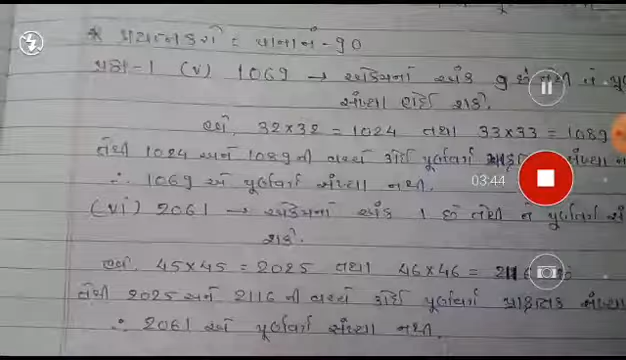 * પ્રયત્ન કરો : પાના નં - ૧૦
પ્રશ્ન-1 (v) 1069 → એકમનો અંક 9 છે તેથી તે પૂ
સંખ્યા હોઈ શકે.
હવે, 32×32 = 1024 તથા 33×33 = 1089
તેથી 1024 અને 1089 ની વચ્ચે કોઈ પૂર્ણવર્ગ સંખ્યા ન
∴ 1069 એ પૂર્ણવર્ગ સંખ્યા નથી.
03:44
(vi) 2061 → એકમનો અંક 1 છે તેથી તે પૂર્ણવર્ગ સં
શકે.
હવે, 45×45 = 2025 તથા 46×46 = 2116
તેથી 2025 અને 2116 ની વચ્ચે કોઈ પૂર્ણવર્ગ પ્રાકૃતિક સંખ્યા
∴ 2061 એ પૂર્ણવર્ગ સંખ્યા નથી.